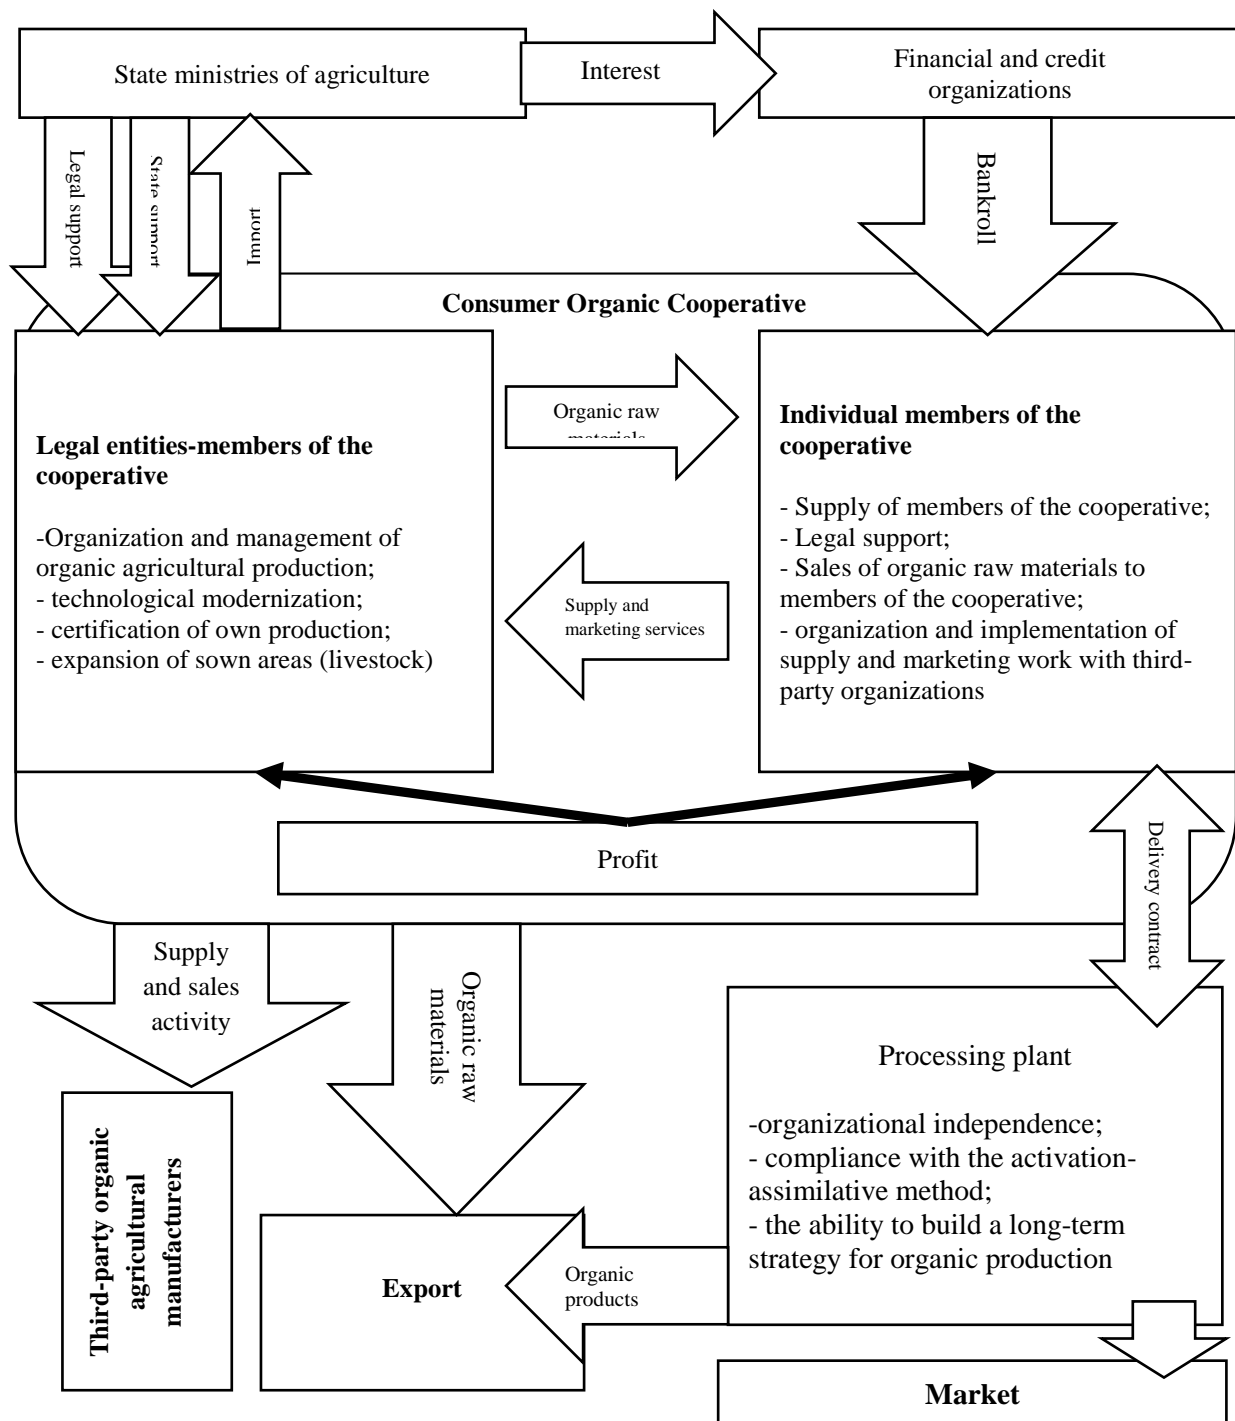 State ministries of agriculture
Interest
Financial and credit
organizations
Legal support
State support
Import
Bankroll
Consumer Organic Cooperative
Legal entities-members of the
cooperative
-Organization and management of
organic agricultural production;
- technological modernization;
- certification of own production;
- expansion of sown areas (livestock)
Organic raw
materials
Supply and
marketing services
Individual members of the
cooperative
- Supply of members of the cooperative;
- Legal support;
- Sales of organic raw materials to
members of the cooperative;
- organization and implementation of
supply and marketing work with third-
party organizations
Profit
Delivery contract
Supply
and sales
activity
Organic raw
materials
Third-party organic
agricultural
manufacturers
Export
Organic
products
Processing plant
-organizational independence;
- compliance with the activation-
assimilative method;
- the ability to build a long-term
strategy for organic production
Market